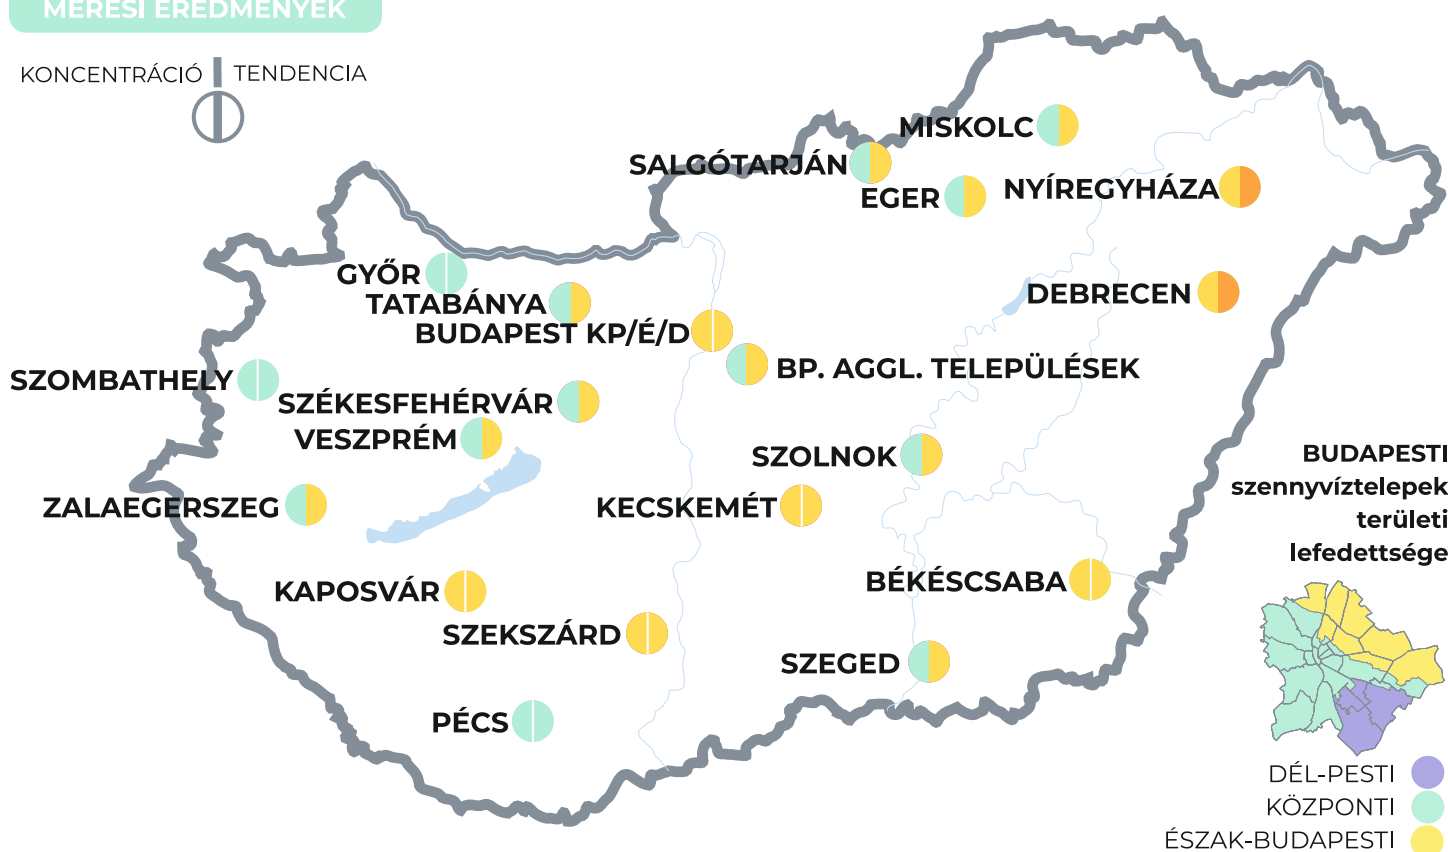 MÉRÉSI EREDMÉNYEK
KONCENTRÁCIÓ
TENDENCIA
MISKOLC
SALGÓTARJÁN
EGER
NYÍREGYHÁZA
GYŐR
TATABÁNYA
DEBRECEN
BUDAPEST KP/É/D
BP. AGGL. TELEPÜLÉSEK
SZOMBATHELY
SZÉKESFEHÉRVÁR
VESZPRÉM
SZOLNOK
ZALAEGERSZEG
KECSKEMÉT
BUDAPESTI
szennyvíztelepek
területi
lefedettsége
KAPOSVÁR
BÉKÉSCSABA
SZEKSZÁRD
SZEGED
PÉCS
DÉL-PESTI
KÖZPONTI
ÉSZAK-BUDAPESTI